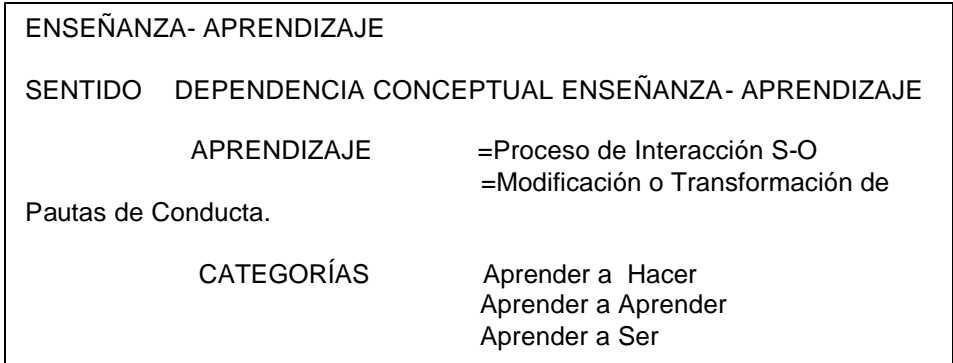 ENSEÑANZA- APRENDIZAJE
SENTIDO DEPENDENCIA CONCEPTUAL ENSEÑANZA- APRENDIZAJE
APRENDIZAJE =Proceso de Interacción S-O
=Modificación o Transformación de
Pautas de Conducta.
CATEGORÍAS Aprender a Hacer
Aprender a Aprender
Aprender a Ser